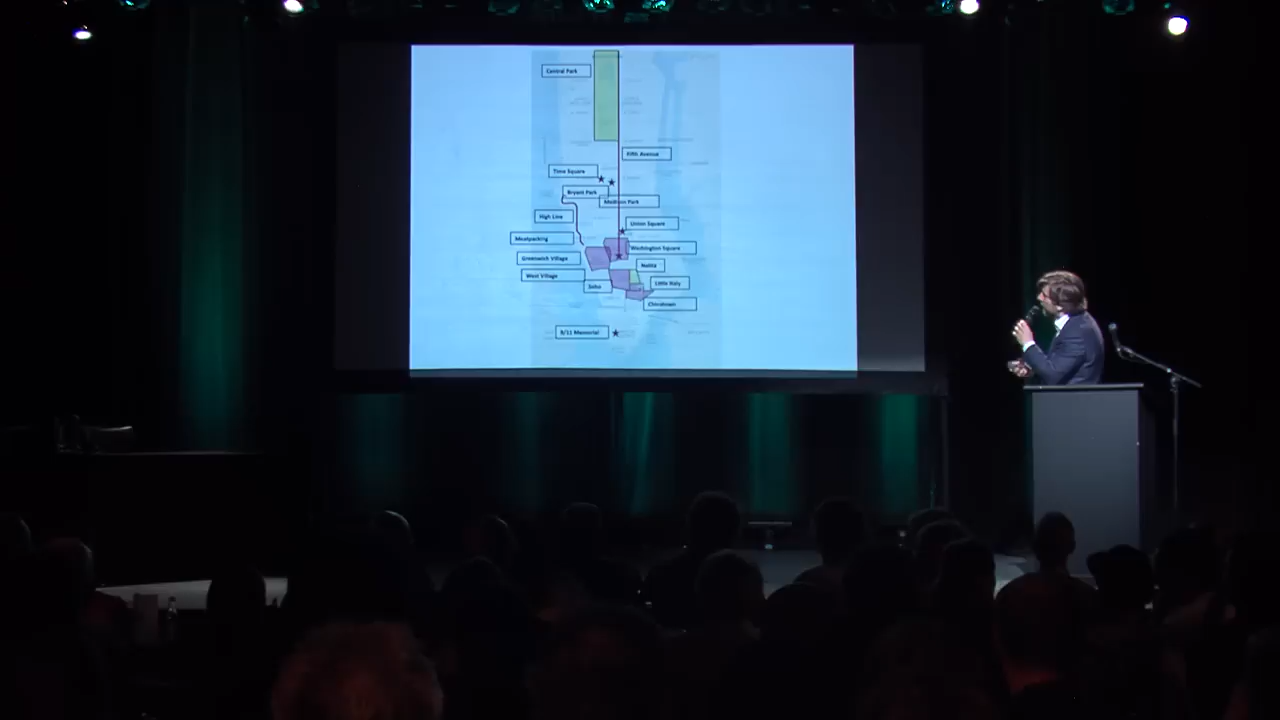 Central Park
Fifth Avenue
Time Square
Bryant Park
Madison Park
High Line
Union Square
Meatpacking
Washington Square
Greenwich Village
Nolita
West Village
Little Italy
Soho
Chinatown
9/11 Memorial